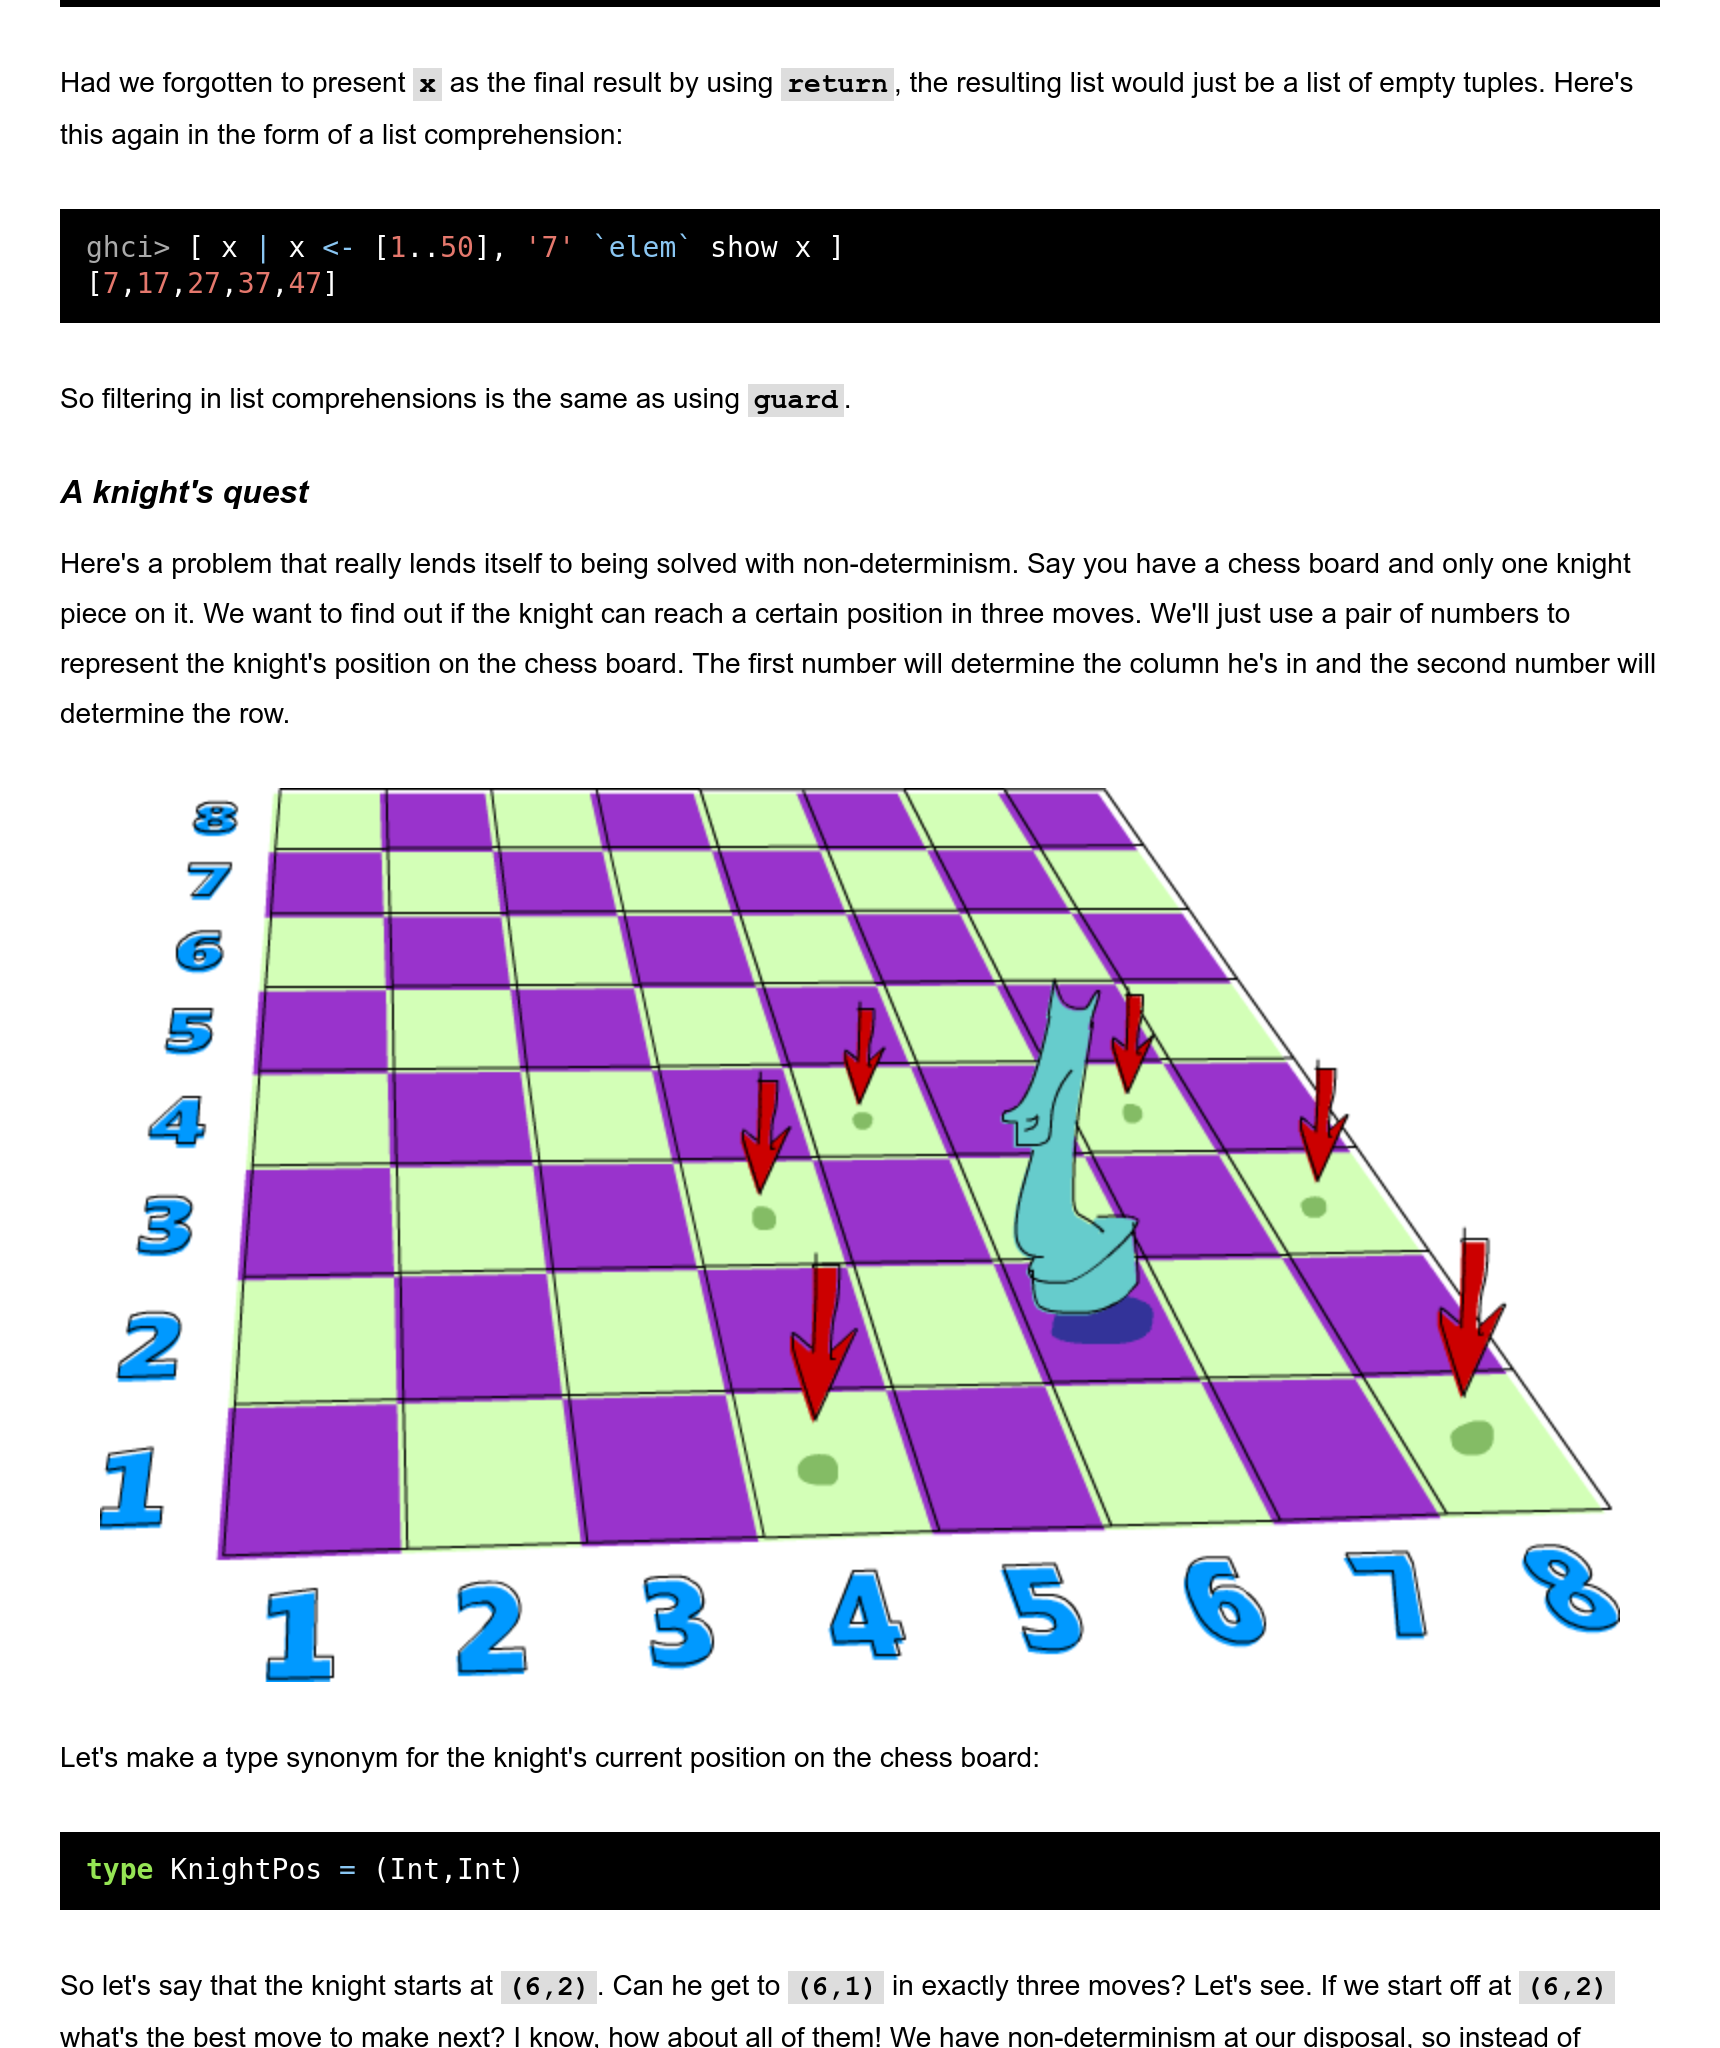 Had we forgotten to present x as the final result by using return, the resulting list would just be a list of empty tuples. Here's
this again in the form of a list comprehension:
ghci> [ x | x <- [1..50], '7' `elem` show x ]
[7,17,27,37,47]
So filtering in list comprehensions is the same as using guard.
A knight's quest
Here's a problem that really lends itself to being solved with non-determinism. Say you have a chess board and only one knight
piece on it. We want to find out if the knight can reach a certain position in three moves. We'll just use a pair of numbers to
represent the knight's position on the chess board. The first number will determine the column he's in and the second number will
determine the row.
8
7
6
5
4
3
2
1
1 2 3 4 5 6 7 8
Let's make a type synonym for the knight's current position on the chess board:
type KnightPos = (Int,Int)
So let's say that the knight starts at (6,2). Can he get to (6,1) in exactly three moves? Let's see. If we start off at (6,2)
what's the best move to make next? I know, how about all of them! We have non-determinism at our disposal, so instead of